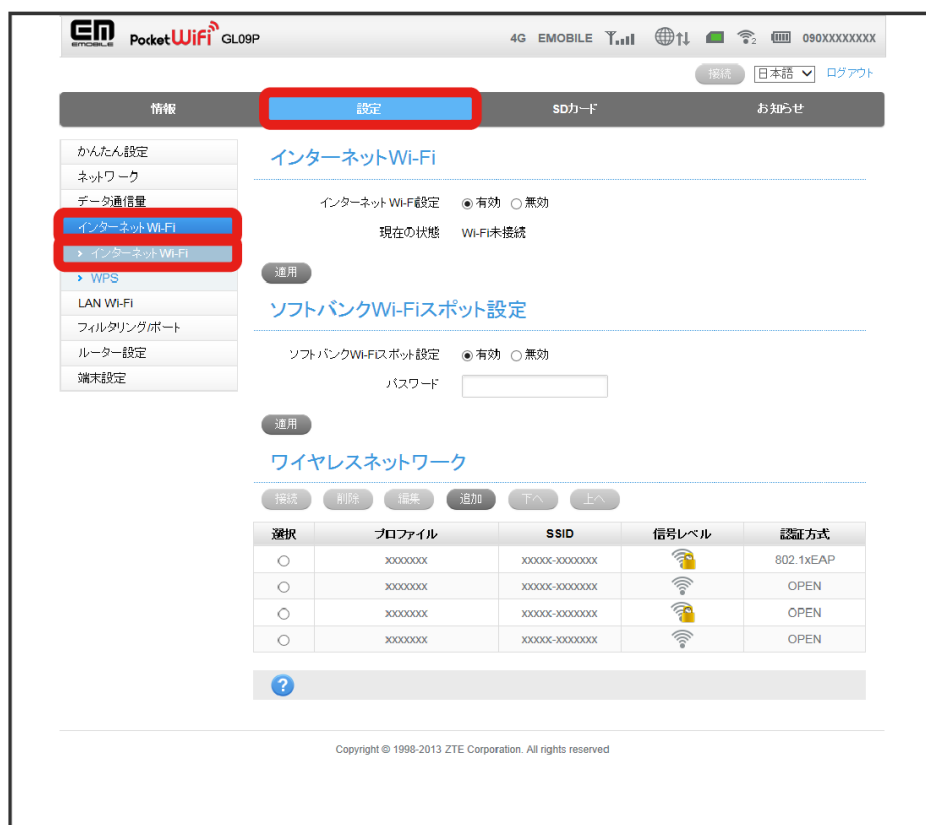 EM EMOBILE Pocket WiFi GL09P 4G EMOBILE 2 090XXXXXXXX
接続 日本語 ログアウト
情報 設定 SDカード お知らせ
かんたん設定
ネットワーク
データ通信量
インターネット Wi-Fi
› インターネット Wi-Fi
› WPS
LAN Wi-Fi
フィルタリング/ポート
ルーター設定
端末設定
インターネットWi-Fi
インターネット Wi-Fi設定 有効 無効
現在の状態 Wi-Fi未接続
適用
ソフトバンクWi-Fiスポット設定
ソフトバンクWi-Fiスポット設定 有効 無効
パスワード
適用
ワイヤレスネットワーク
接続 削除 編集 追加 下へ 上へ
選択 プロファイル SSID 信号レベル 認証方式
xxxxxxx xxxxx-xxxxxxx 802.1xEAP
xxxxxxx xxxxx-xxxxxxx OPEN
xxxxxxx xxxxx-xxxxxxx OPEN
xxxxxxx xxxxx-xxxxxxx OPEN
?
Copyright © 1998-2013 ZTE Corporation. All rights reserved